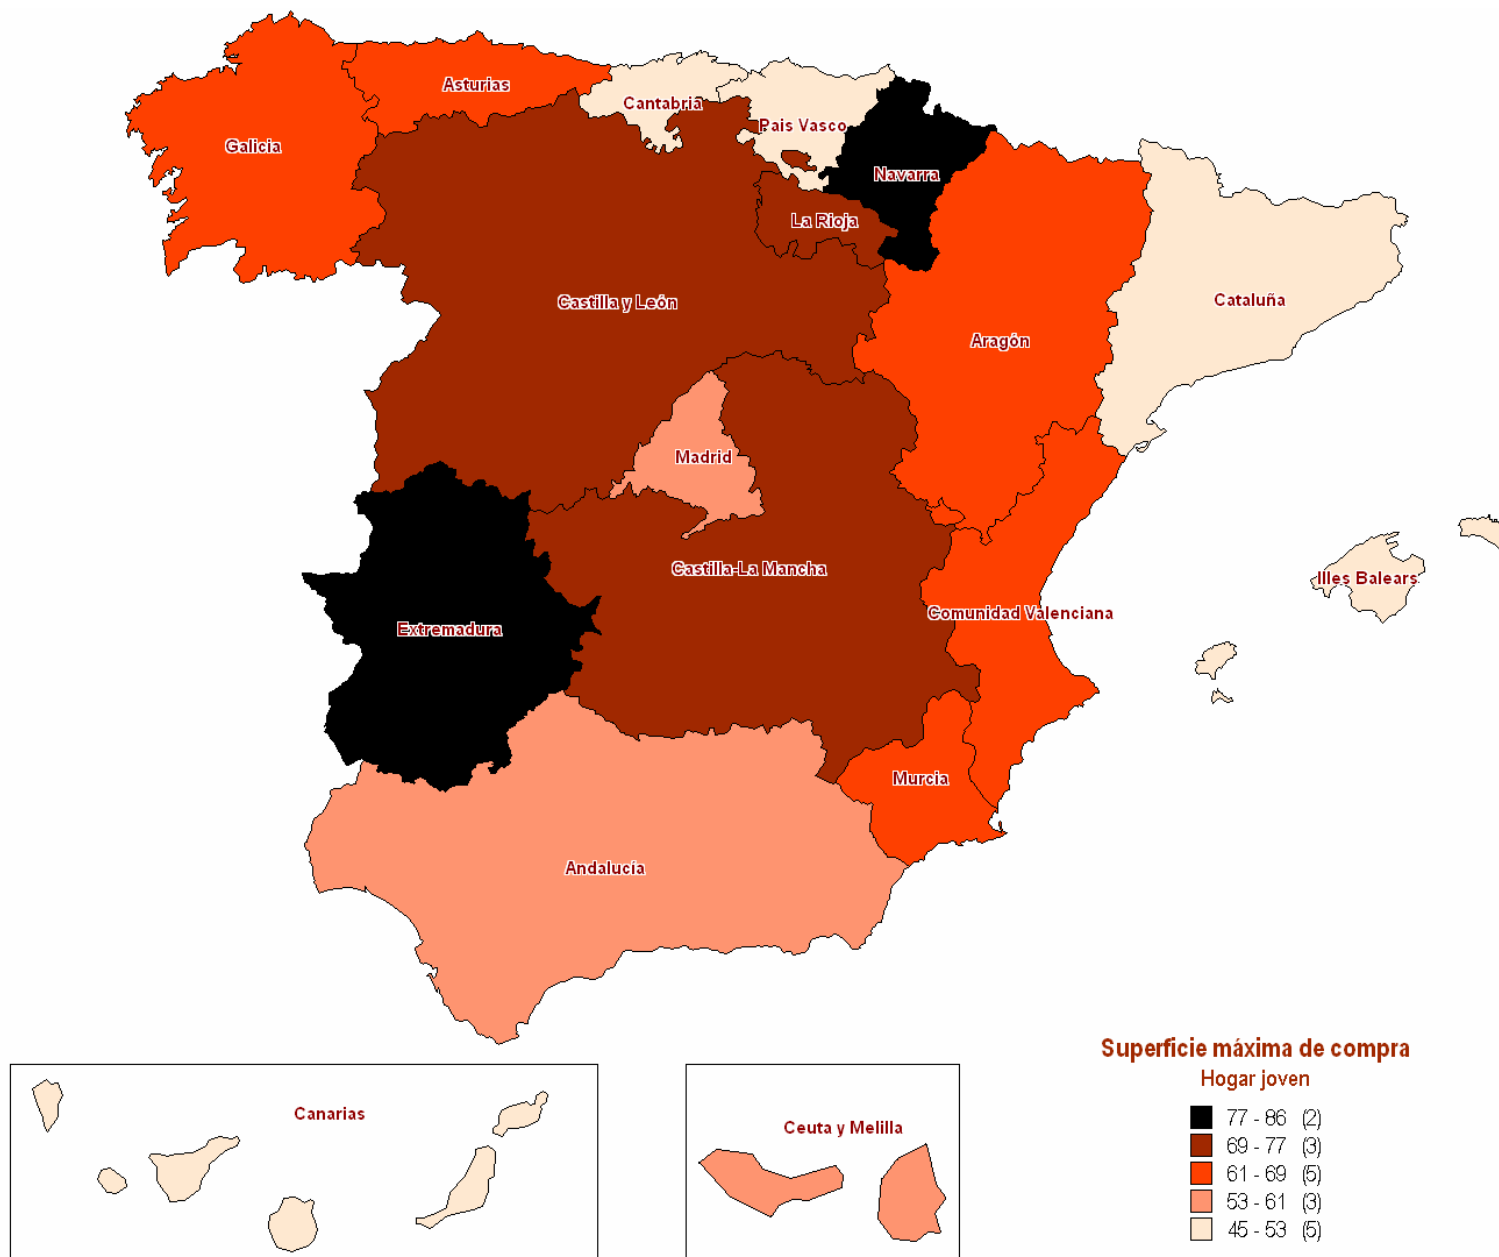 Asturias
Cantabria
Pais Vasco
Galicia
Navarra
La Rioja
Castilla y León
Cataluña
Aragón
Madrid
Castilla-La Mancha
Illes Balears
Comunidad Valenciana
Extremadura
Murcia
Andalucía
Canarias
Ceuta y Melilla
Superficie máxima de compra
Hogar joven
77 - 86 (2)
69 - 77 (3)
61 - 69 (5)
53 - 61 (3)
45 - 53 (5)